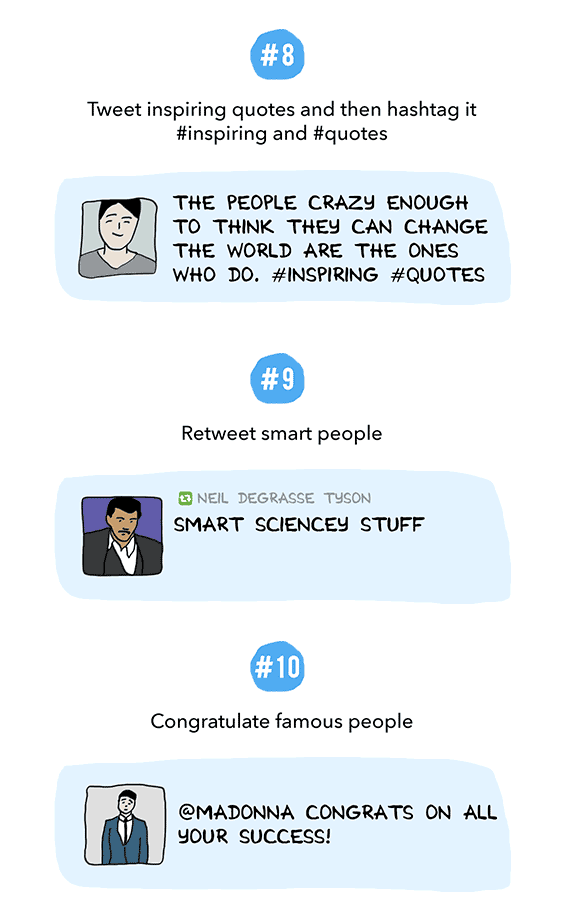 #8
Tweet inspiring quotes and then hashtag it
#inspiring and #quotes
THE PEOPLE CRAZY ENOUGH
TO THINK THEY CAN CHANGE
THE WORLD ARE THE ONES
WHO DO. #INSPIRING #QUOTES
#9
Retweet smart people
NEIL DEGRASSE TYSON
SMART SCIENCEY STUFF
#10
Congratulate famous people
@MADONNA CONGRATS ON ALL
YOUR SUCCESS!